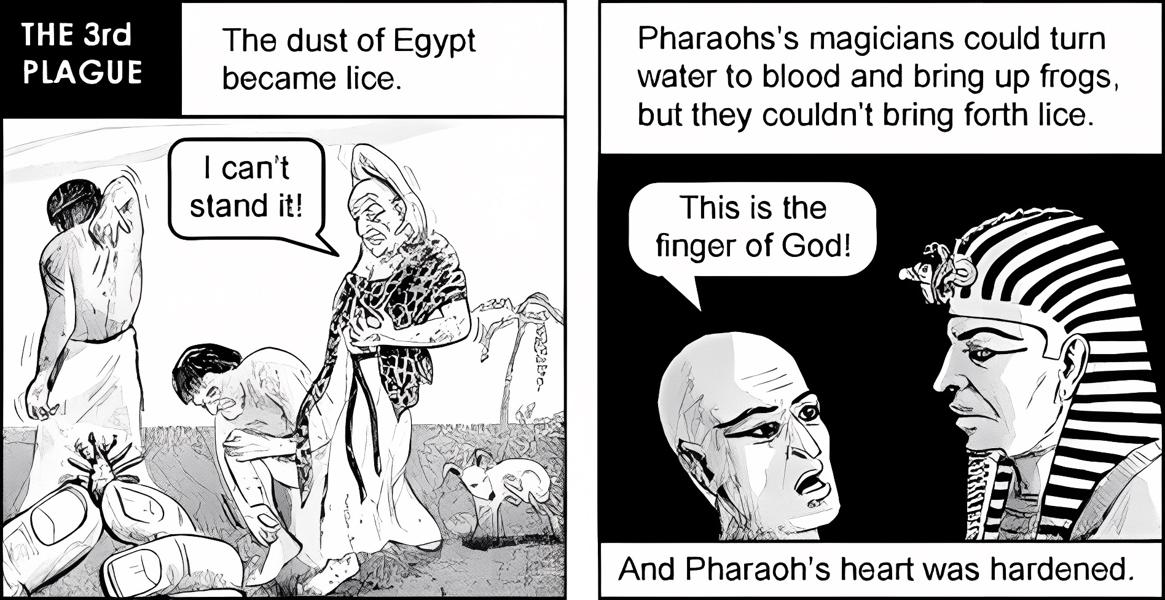 THE 3rd
PLAGUE
The dust of Egypt
became lice.
I can't
stand it!
Pharaohs's magicians could turn
water to blood and bring up frogs,
but they couldn't bring forth lice.
This is the
finger of God!
And Pharaoh's heart was hardened.